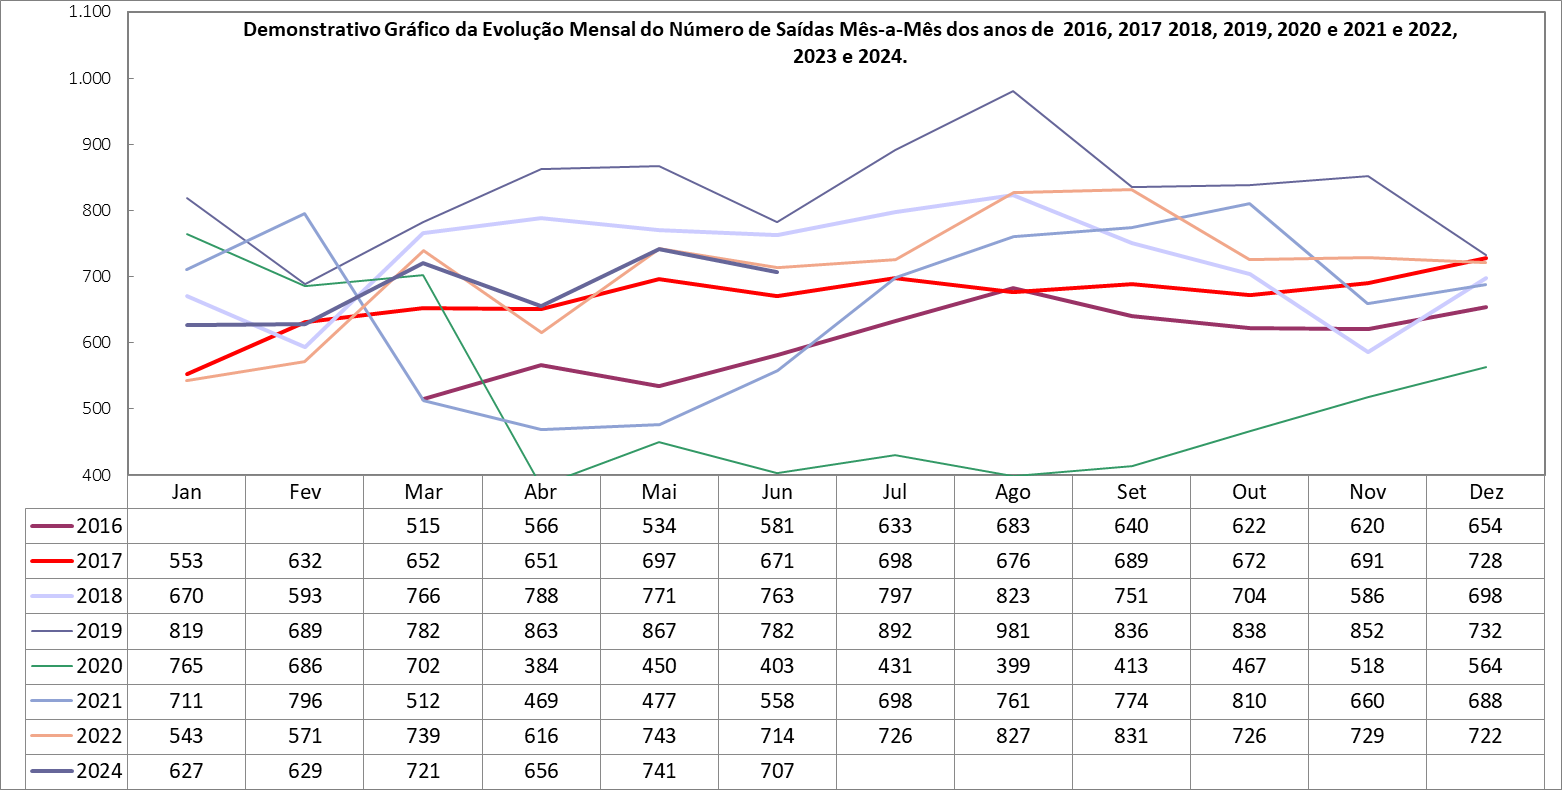 Demonstrativo Gráfico da Evolução Mensal do Número de Saídas Mês-a-Mês dos anos de 2016, 2017 2018, 2019, 2020 e 2021 e 2022,
2023 e 2024.
1.100
1.000
900
800
700
600
500
400
Jan Fev Mar Abr Mai Jun Jul Ago Set Out Nov Dez
2016 515 566 534 581 633 683 640 622 620 654
2017 553 632 652 651 697 671 698 676 689 672 691 728
2018 670 593 766 788 771 763 797 823 751 704 586 698
2019 819 689 782 863 867 782 892 981 836 838 852 732
2020 765 686 702 384 450 403 431 399 413 467 518 564
2021 711 796 512 469 477 558 698 761 774 810 660 688
2022 543 571 739 616 743 714 726 827 831 726 729 722
2024 627 629 721 656 741 707